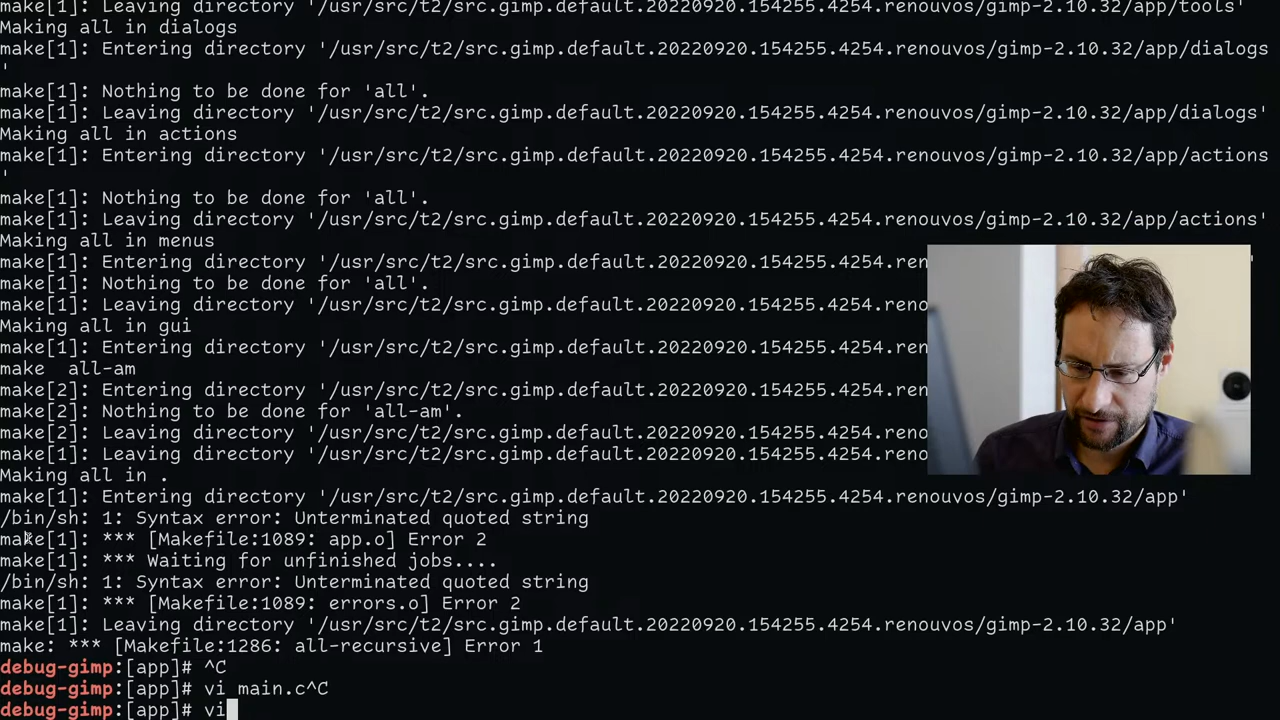 make[1]: Leaving directory '/usr/src/t2/src.gimp.default.20220920.154255.4254.renouvos/gimp-2.10.32/app/tools'
Making all in dialogs
make[1]: Entering directory '/usr/src/t2/src.gimp.default.20220920.154255.4254.renouvos/gimp-2.10.32/app/dialogs
'
make[1]: Nothing to be done for 'all'.
make[1]: Leaving directory '/usr/src/t2/src.gimp.default.20220920.154255.4254.renouvos/gimp-2.10.32/app/dialogs'
Making all in actions
make[1]: Entering directory '/usr/src/t2/src.gimp.default.20220920.154255.4254.renouvos/gimp-2.10.32/app/actions
'
make[1]: Nothing to be done for 'all'.
make[1]: Leaving directory '/usr/src/t2/src.gimp.default.20220920.154255.4254.renouvos/gimp-2.10.32/app/actions'
Making all in menus
make[1]: Entering directory '/usr/src/t2/src.gimp.default.20220920.154255.4254.renouvos/gimp-2.10.32/app/menus'
make[1]: Nothing to be done for 'all'.
make[1]: Leaving directory '/usr/src/t2/src.gimp.default.20220920.154255.4254.renou
Making all in gui
make[1]: Entering directory '/usr/src/t2/src.gimp.default.20220920.154255.4254.renou
make  all-am
make[2]: Entering directory '/usr/src/t2/src.gimp.default.20220920.154255.4254.renou
make[2]: Nothing to be done for 'all-am'.
make[2]: Leaving directory '/usr/src/t2/src.gimp.default.20220920.154255.4254.renou
make[1]: Leaving directory '/usr/src/t2/src.gimp.default.20220920.154255.4254.renou
Making all in .
make[1]: Entering directory '/usr/src/t2/src.gimp.default.20220920.154255.4254.renouvos/gimp-2.10.32/app'
/bin/sh: 1: Syntax error: Unterminated quoted string
make[1]: *** [Makefile:1089: app.o] Error 2
make[1]: *** Waiting for unfinished jobs....
/bin/sh: 1: Syntax error: Unterminated quoted string
make[1]: *** [Makefile:1089: errors.o] Error 2
make[1]: Leaving directory '/usr/src/t2/src.gimp.default.20220920.154255.4254.renouvos/gimp-2.10.32/app'
make: *** [Makefile:1286: all-recursive] Error 1
debug-gimp:[app]# ^C
debug-gimp:[app]# vi main.c^C
debug-gimp:[app]# vi